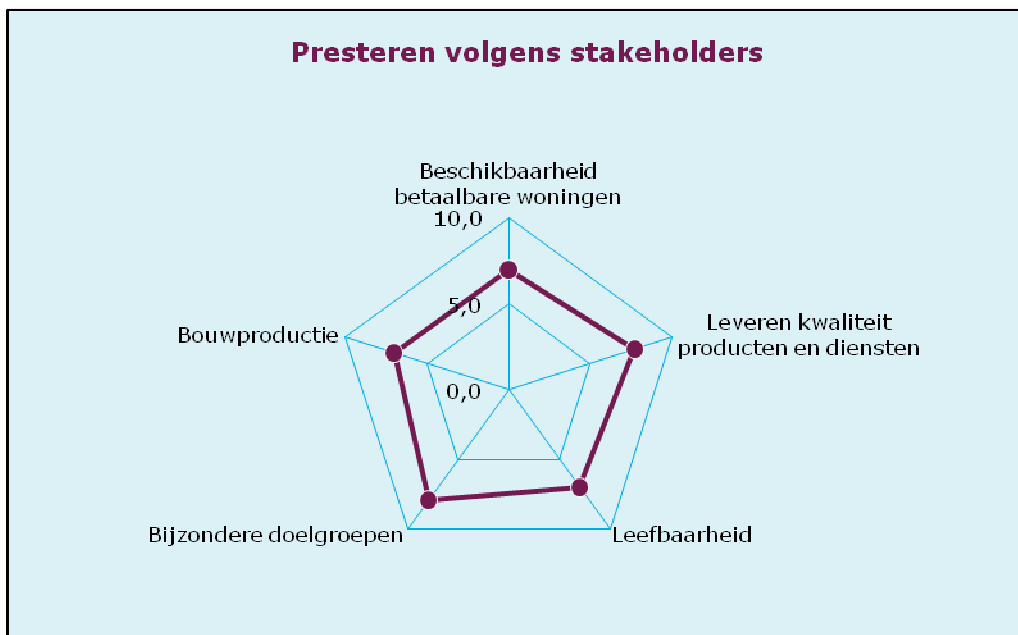 Presteren volgens stakeholders
Beschikbaarheid
betaalbare woningen
10,0
5,0
0,0
Leveren kwaliteit
producten en diensten
Bouwproductie
Bijzondere doelgroepen
Leefbaarheid